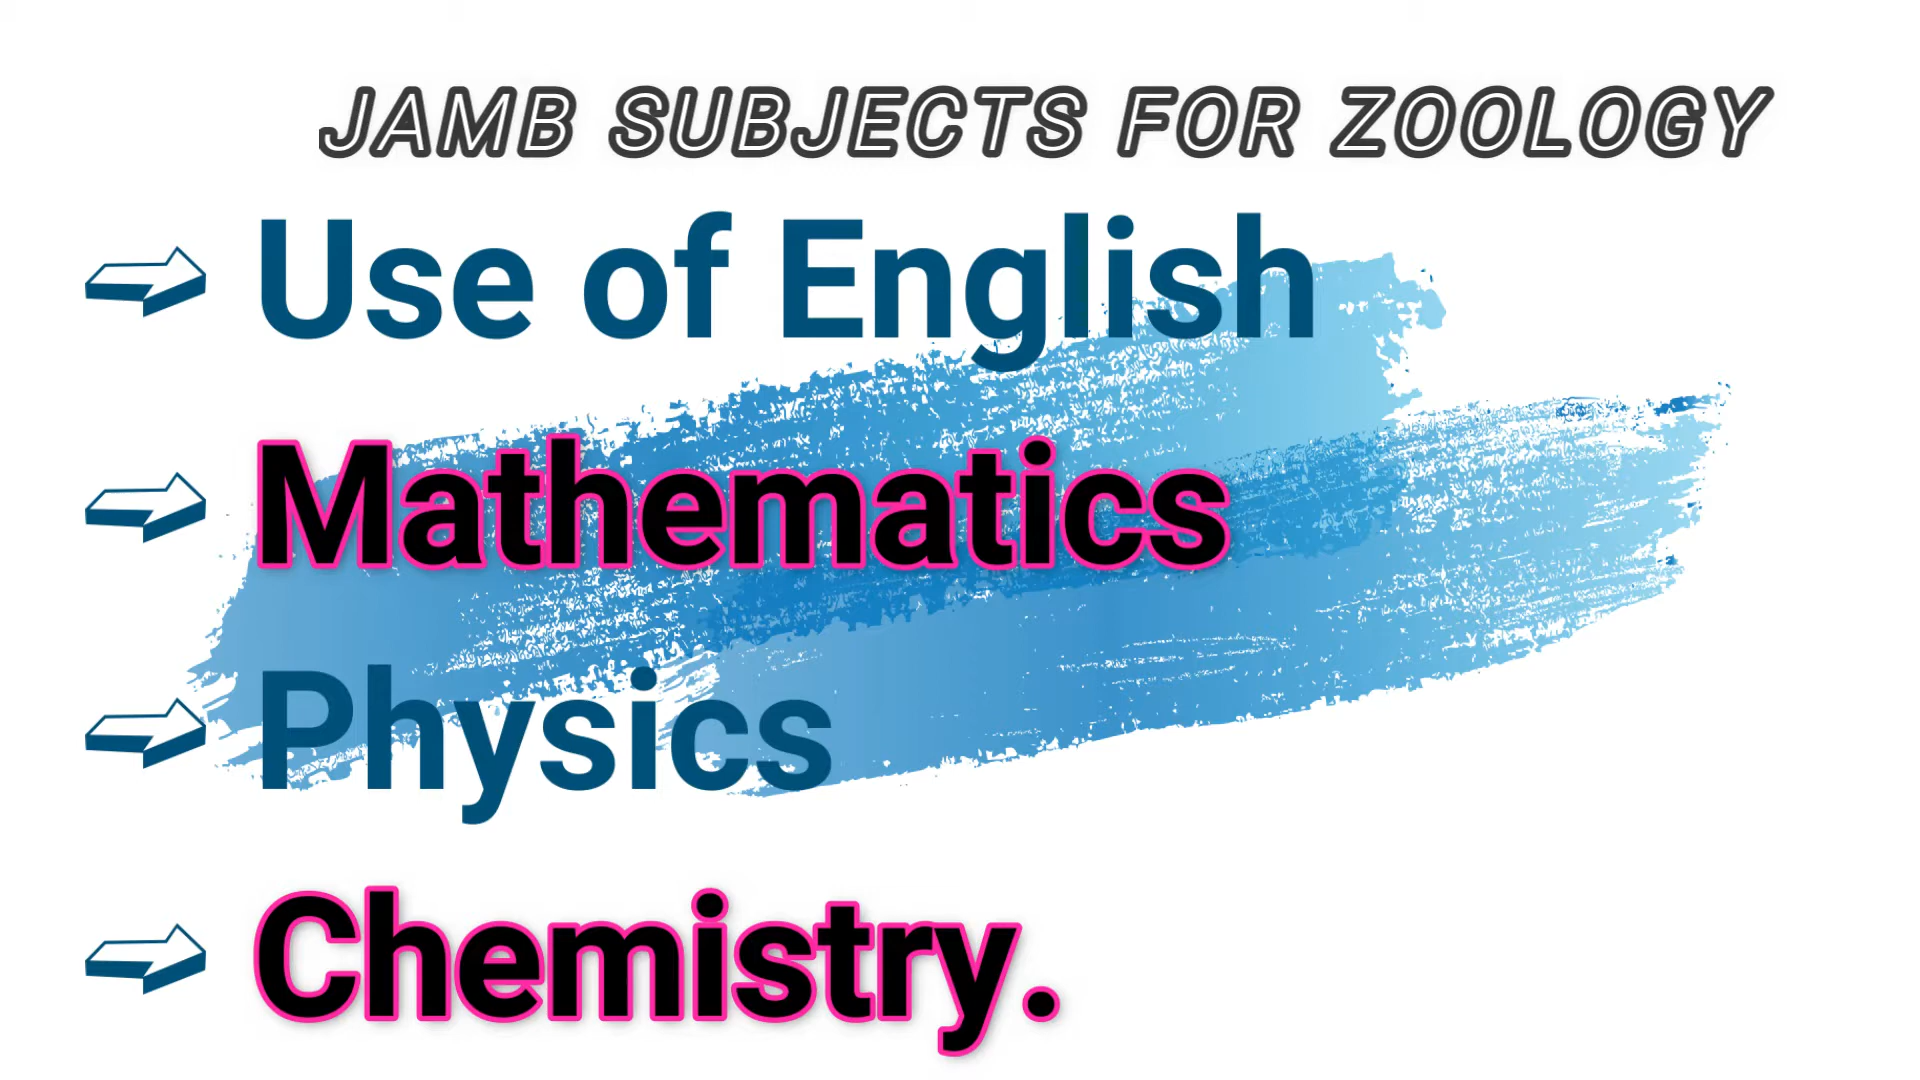 JAMB SUBJECTS FOR ZOOLOGY
Use of English
Mathematics
Physics
Chemistry.